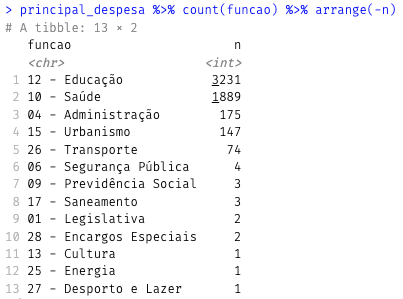 > principal_despesa %>% count(funcao) %>% arrange(-n)
# A tibble: 13 × 2
funcao n
<chr> <int>
1 12 - Educação 3231
2 10 - Saúde 1889
3 04 - Administração 175
4 15 - Urbanismo 147
5 26 - Transporte 74
6 06 - Segurança Pública 4
7 09 - Previdência Social 3
8 17 - Saneamento 3
9 01 - Legislativa 2
10 28 - Encargos Especiais 2
11 13 - Cultura 1
12 25 - Energia 1
13 27 - Desporto e Lazer 1